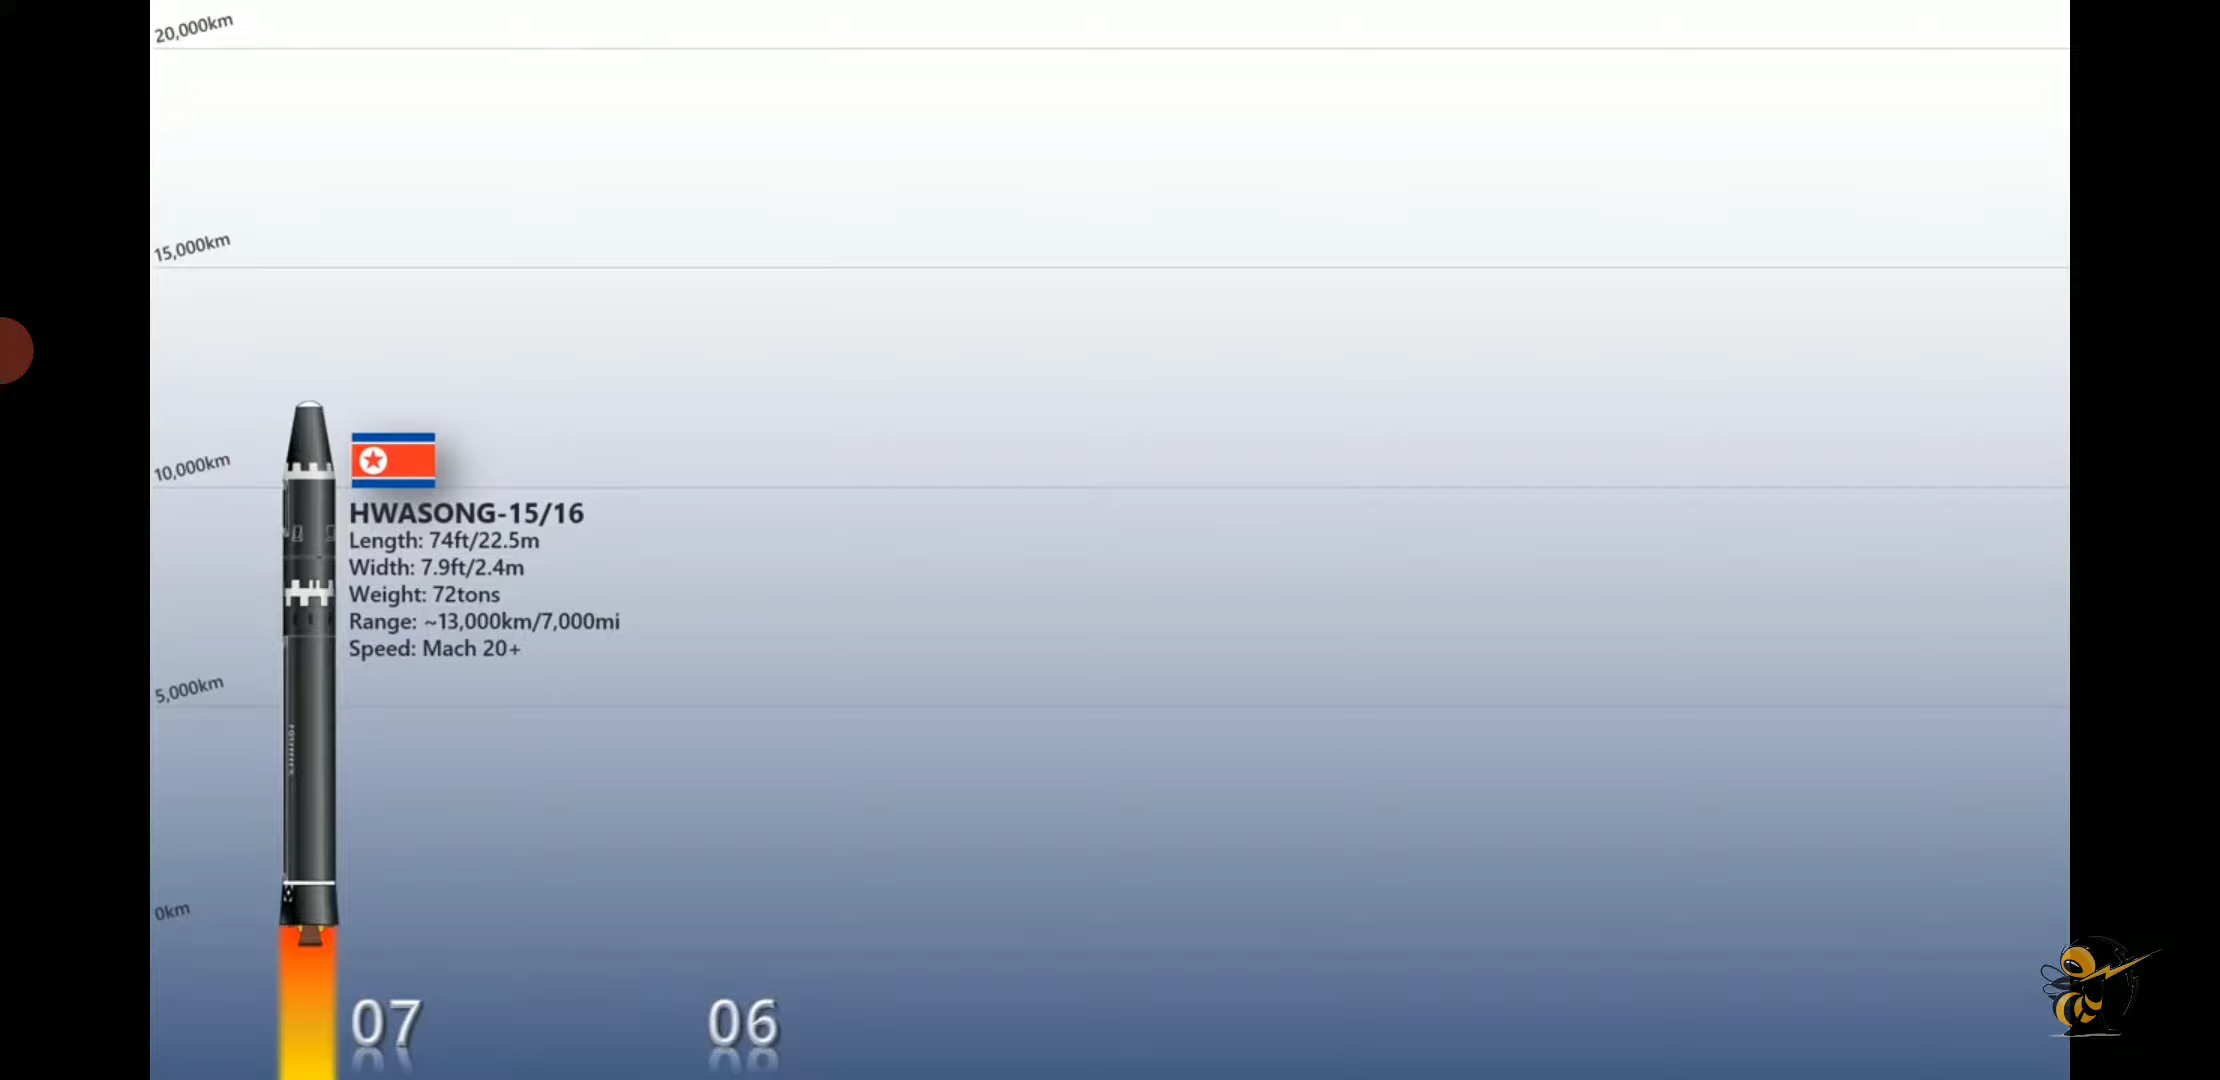 20,000km
15,000km
10,000km
HWASONG-15/16
Length: 74ft/22.5m
Width: 7.9ft/2.4m
Weight: 72tons
Range: ~13,000km/7,000mi
Speed: Mach 20+
5,000km
0km
07
06